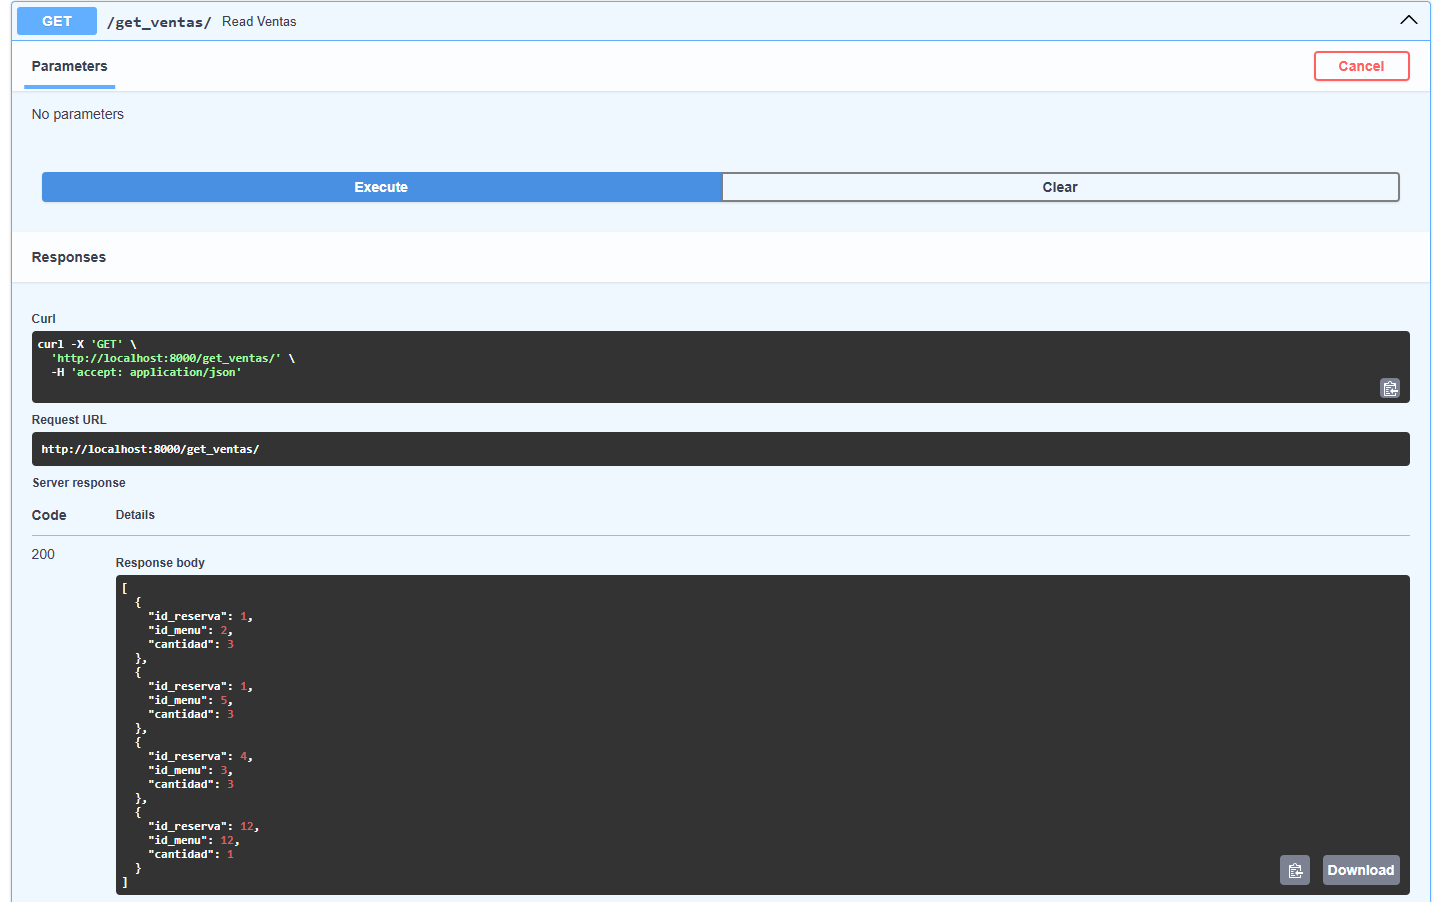 GET /get_ventas/ Read Ventas
Parameters
Cancel
No parameters
Execute
Clear
Responses
Curl
curl -X 'GET' \
  'http://localhost:8000/get_ventas/' \
  -H 'accept: application/json'
Request URL
http://localhost:8000/get_ventas/
Server response
Code Details
200
Response body
[
  {
    "id_reserva": 1,
    "id_menu": 2,
    "cantidad": 3
  },
  {
    "id_reserva": 1,
    "id_menu": 5,
    "cantidad": 3
  },
  {
    "id_reserva": 4,
    "id_menu": 3,
    "cantidad": 3
  },
  {
    "id_reserva": 12,
    "id_menu": 12,
    "cantidad": 1
  }
]
Download